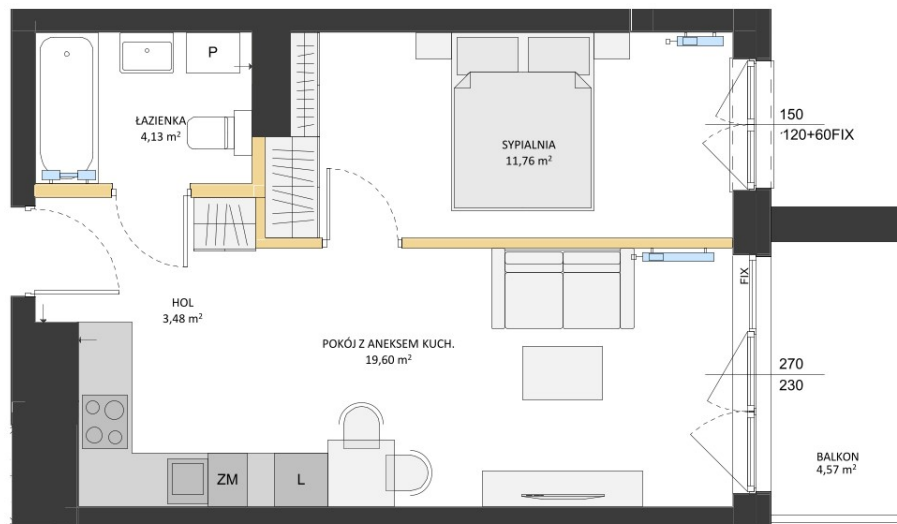 P
ŁAZIENKA
4,13 m²
SYPIALNIA
11,76 m²
150
120+60FIX
HOL
3,48 m²
FIX
POKÓJ Z ANEKSEM KUCH.
19,60 m²
270
230
ZM
L
BALKON
4,57 m²